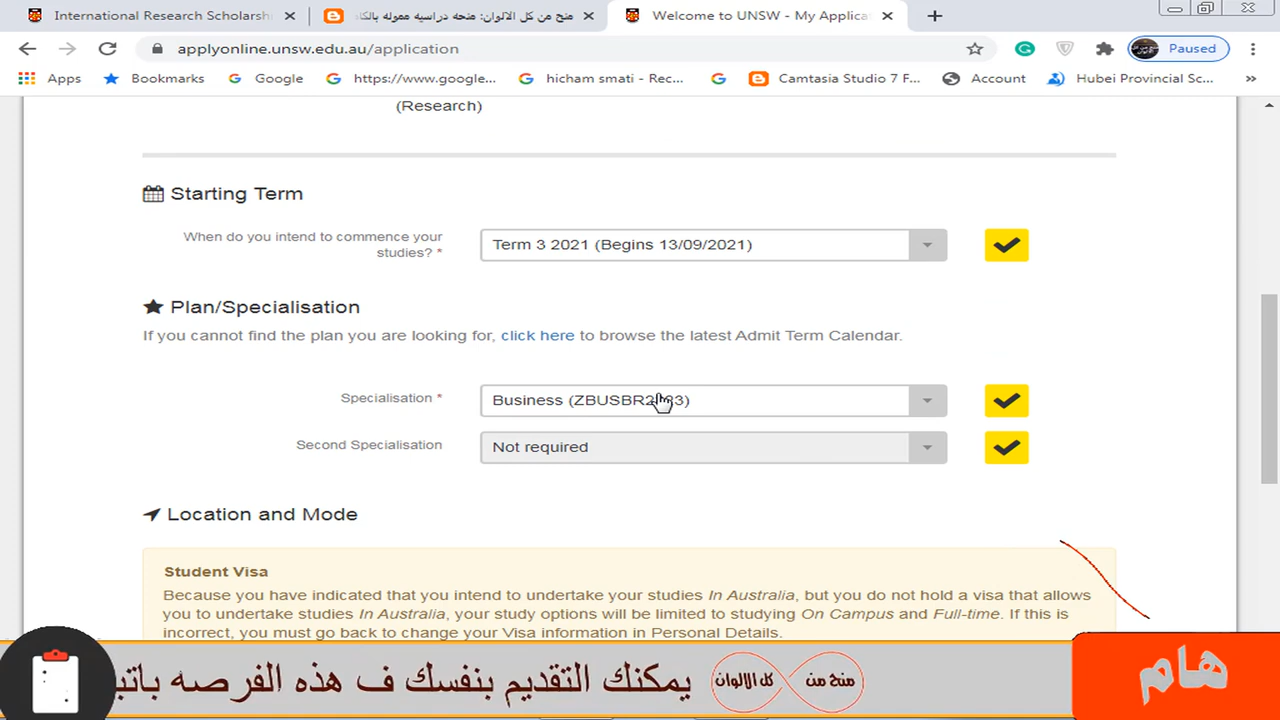 International Research Scholarsh
منح من كل الالوان: منحه دراسيه ممولة بالكا
Welcome to UNSW - My Applica
applyonline.unsw.edu.au/application
Paused
Apps
Bookmarks
Google
https://www.google...
hicham smati - Rec...
Camtasia Studio 7 F...
Account
Hubei Provincial Sc...
»
(Research)
Starting Term
When do you intend to commence your studies? *
Term 3 2021 (Begins 13/09/2021)
Plan/Specialisation
If you cannot find the plan you are looking for, click here to browse the latest Admit Term Calendar.
Specialisation *
Business
Second Specialisation
Not required
Location and Mode
Student Visa
Because you have indicated that you intend to undertake your studies In Australia, but you do not hold a visa that allows
you to undertake studies In Australia, your study options will be limited to studying On Campus and Full-time. If this is
incorrect, you must go back to change your Visa information in Personal Details.
يمكنك التقديم بنفسك ف هذه الفرصه باتب
منح من كل الالوان
هام